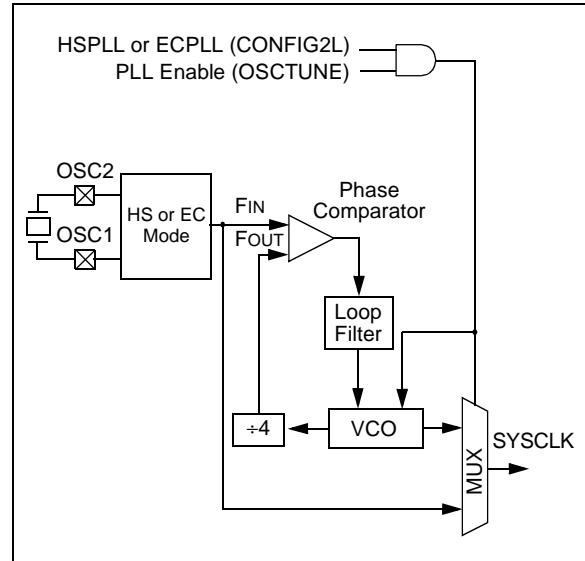 HSPLL or ECPLL (CONFIG2L)
PLL Enable (OSCTUNE)
OSC2
OSC1
HS or EC
Mode
FIN
FOUT
Phase
Comparator
Loop
Filter
÷4
VCO
MUX
SYSCLK